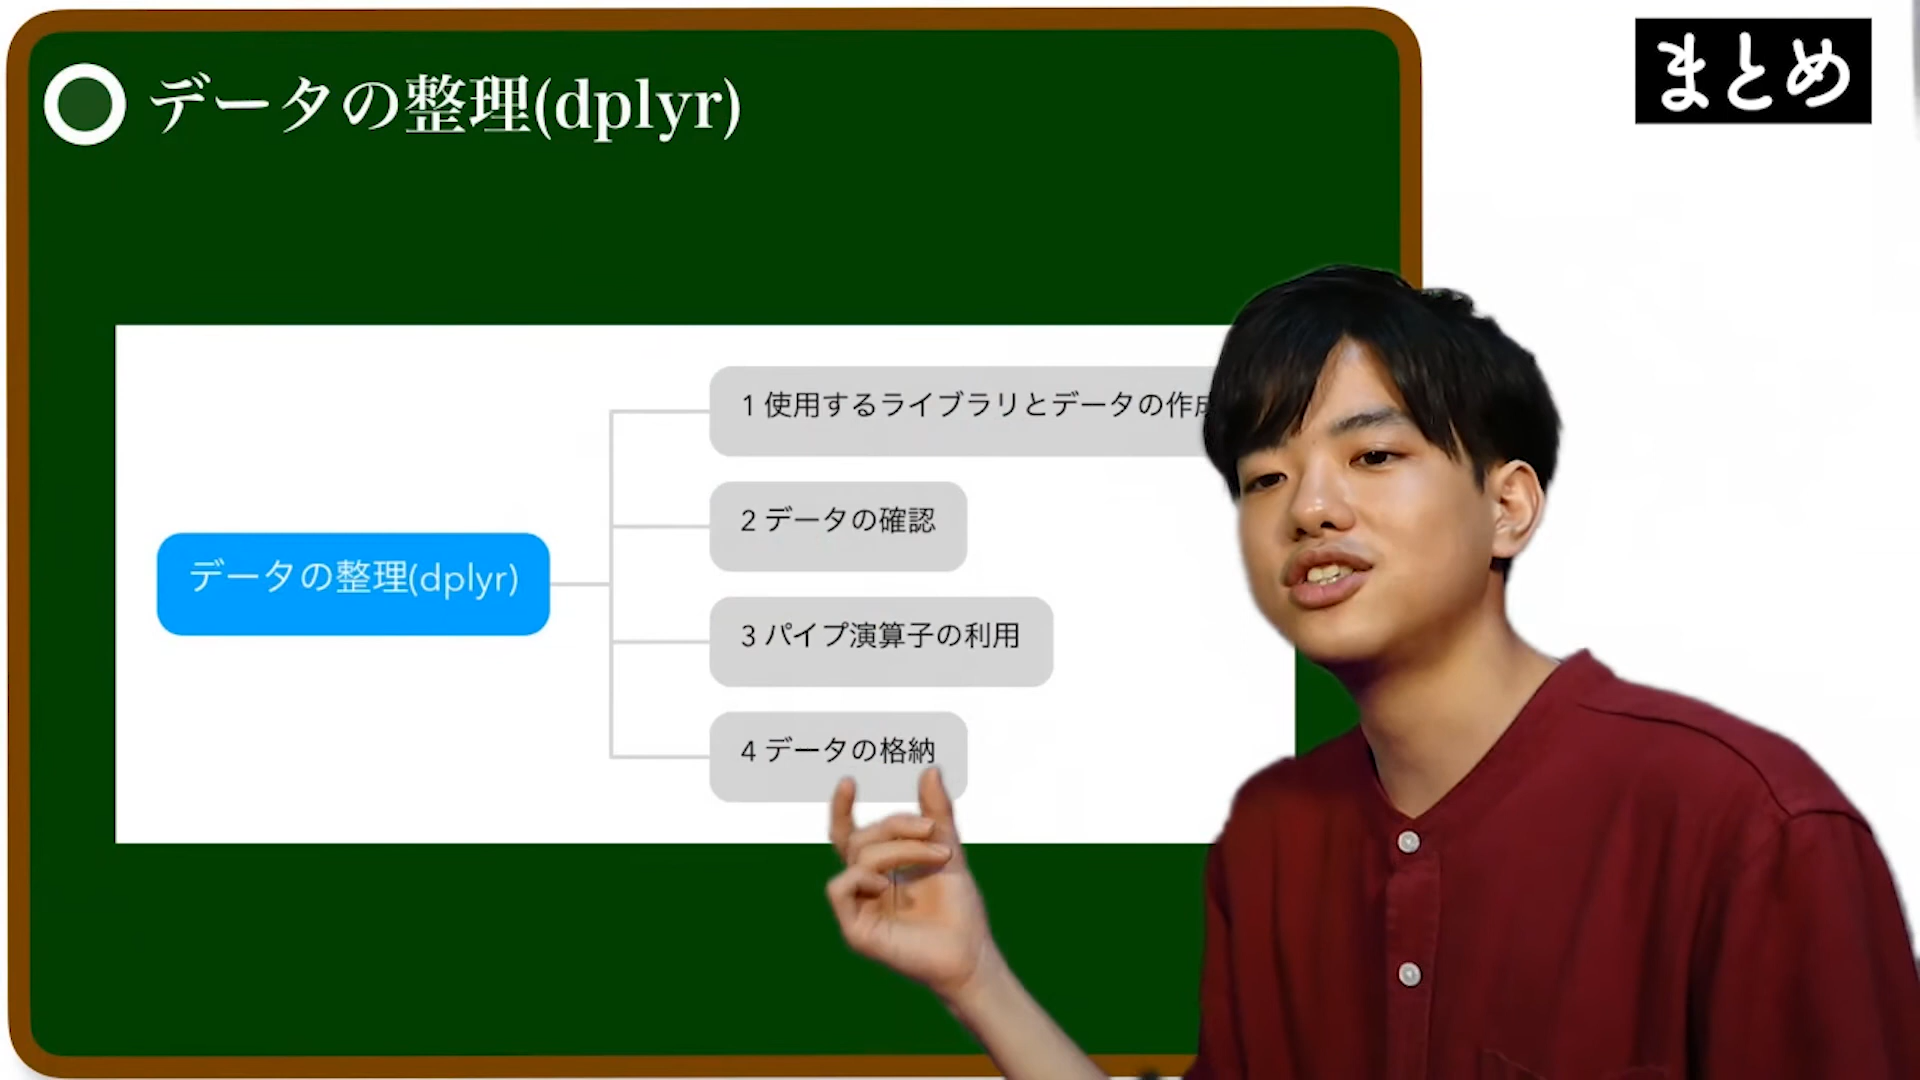 データの整理(dplyr)
まとめ
データの整理(dplyr)
1 使用するライブラリとデータの作成
2 データの確認
3 パイプ演算子の利用
4 データの格納